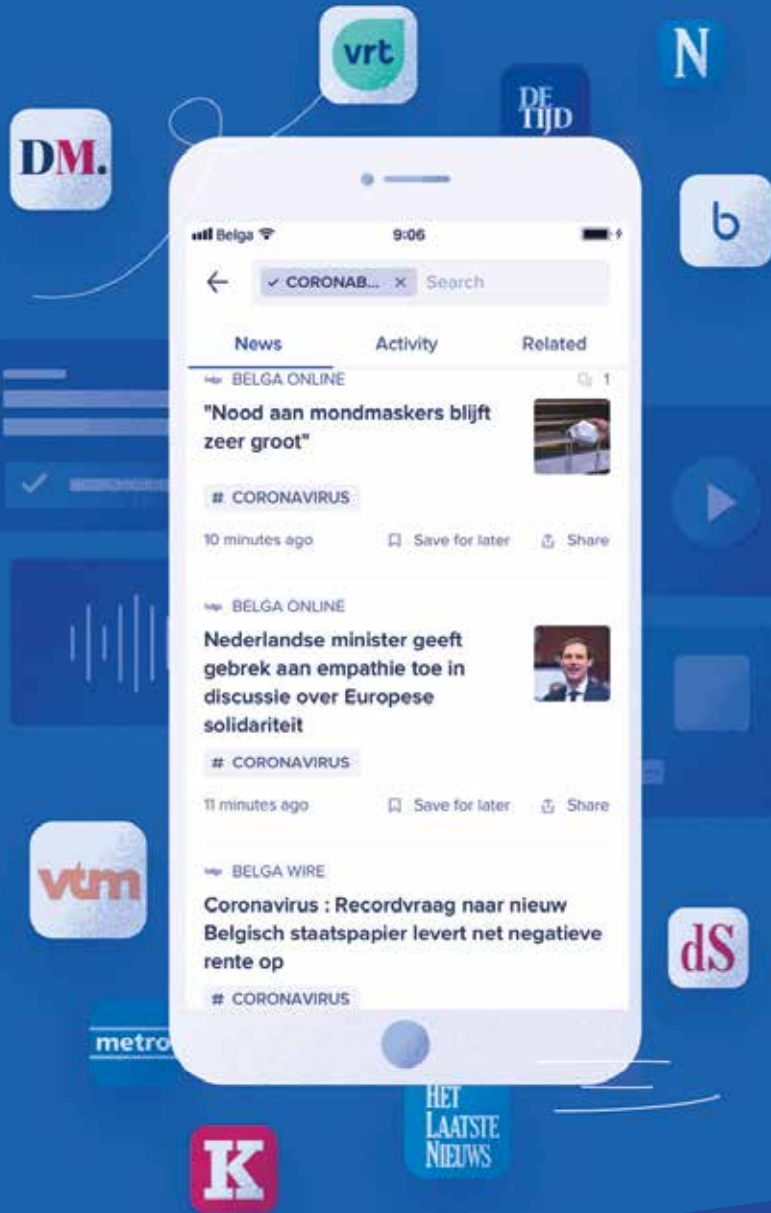 vrt
N
DE
TIJD
DM.
b
Belga
9:06
CORONAB... × Search
News Activity Related
BELGA ONLINE 1
"Nood aan mondmaskers blijft
zeer groot"
# CORONAVIRUS
10 minutes ago Save for later Share
BELGA ONLINE
Nederlandse minister geeft
gebrek aan empathie toe in
discussie over Europese
solidariteit
# CORONAVIRUS
11 minutes ago Save for later Share
BELGA WIRE
Coronavirus : Recordvraag naar nieuw
Belgisch staatspapier levert net negatieve
rente op
# CORONAVIRUS
vtm
dS
metro
HET
LAATSTE
NIEUWS
K